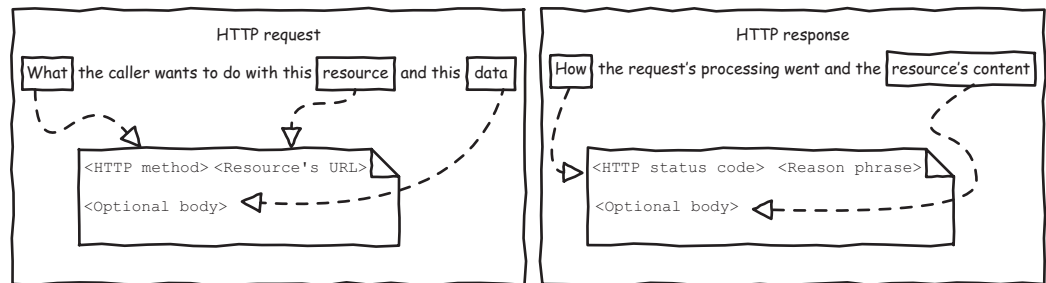 HTTP request
What the caller wants to do with this resource and this data
<HTTP method> <Resource's URL>
<Optional body>
HTTP response
How the request's processing went and the resource's content
<HTTP status code> <Reason phrase>
<Optional body>